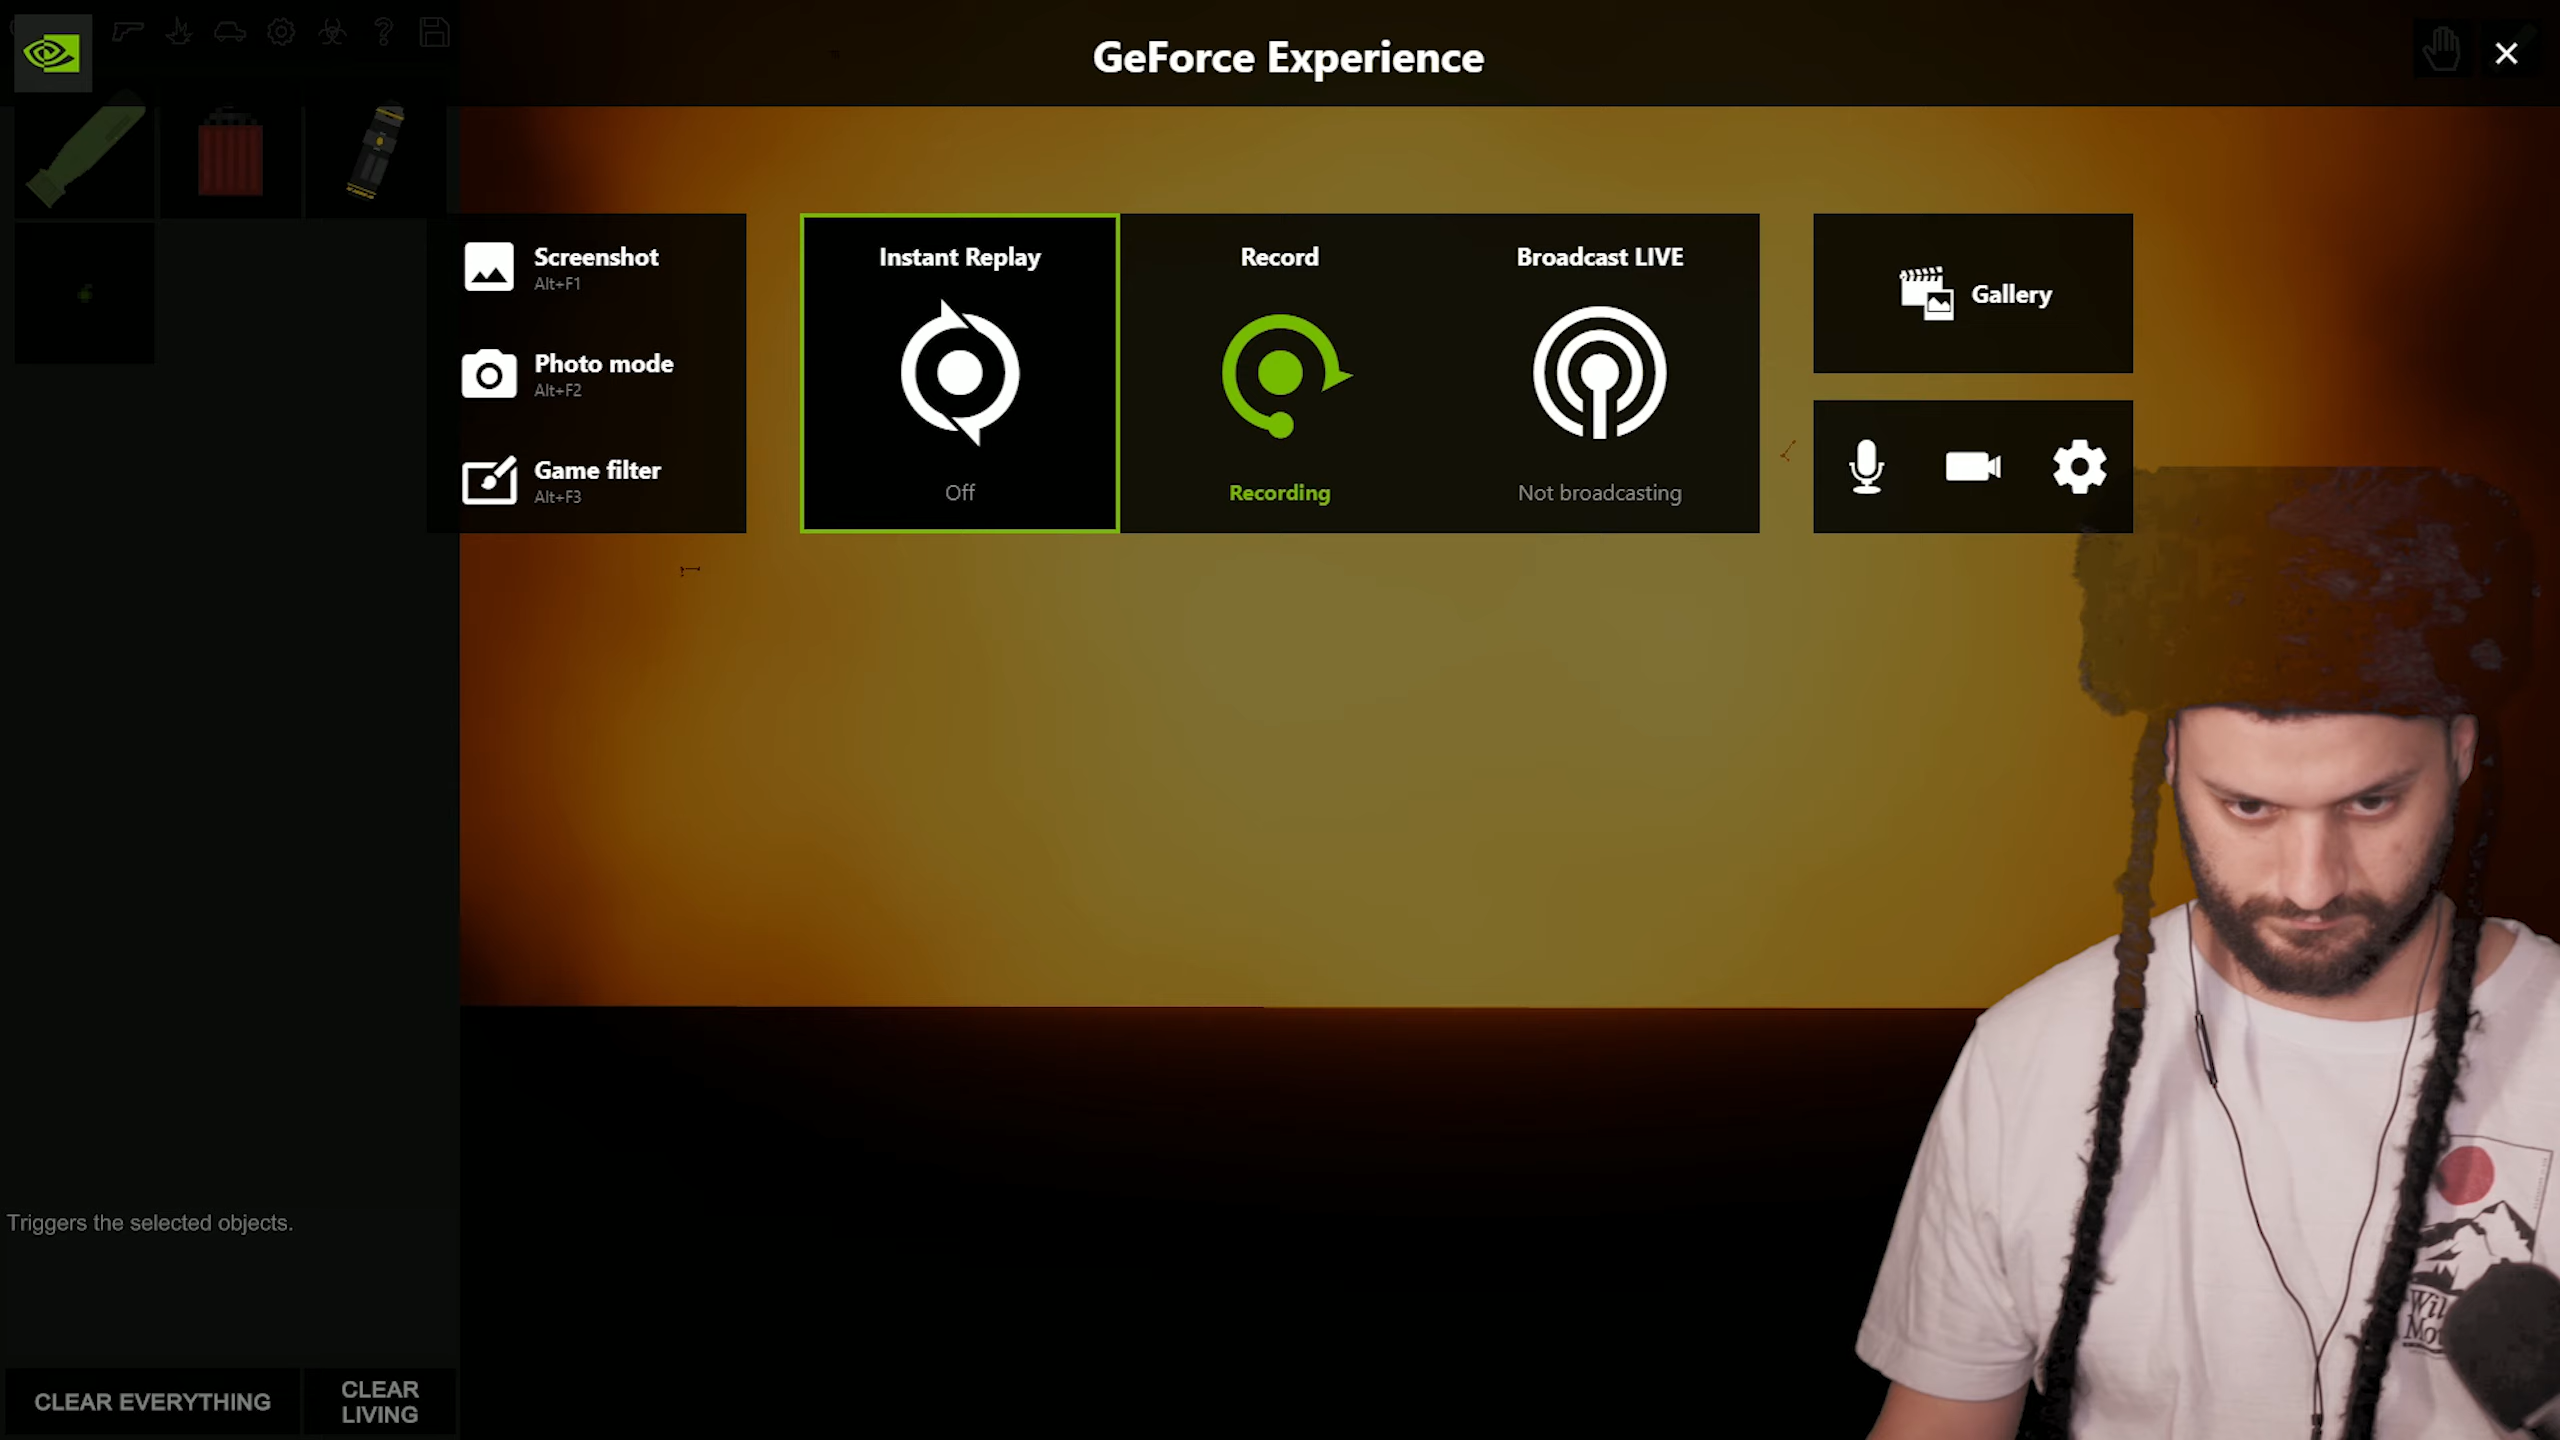 GeForce Experience
Screenshot
Alt+F1
Photo mode
Alt+F2
Game filter
Alt+F3
Instant Replay
Off
Record
Recording
Broadcast LIVE
Not broadcasting
Gallery
Triggers the selected objects.
CLEAR EVERYTHING
CLEAR
LIVING